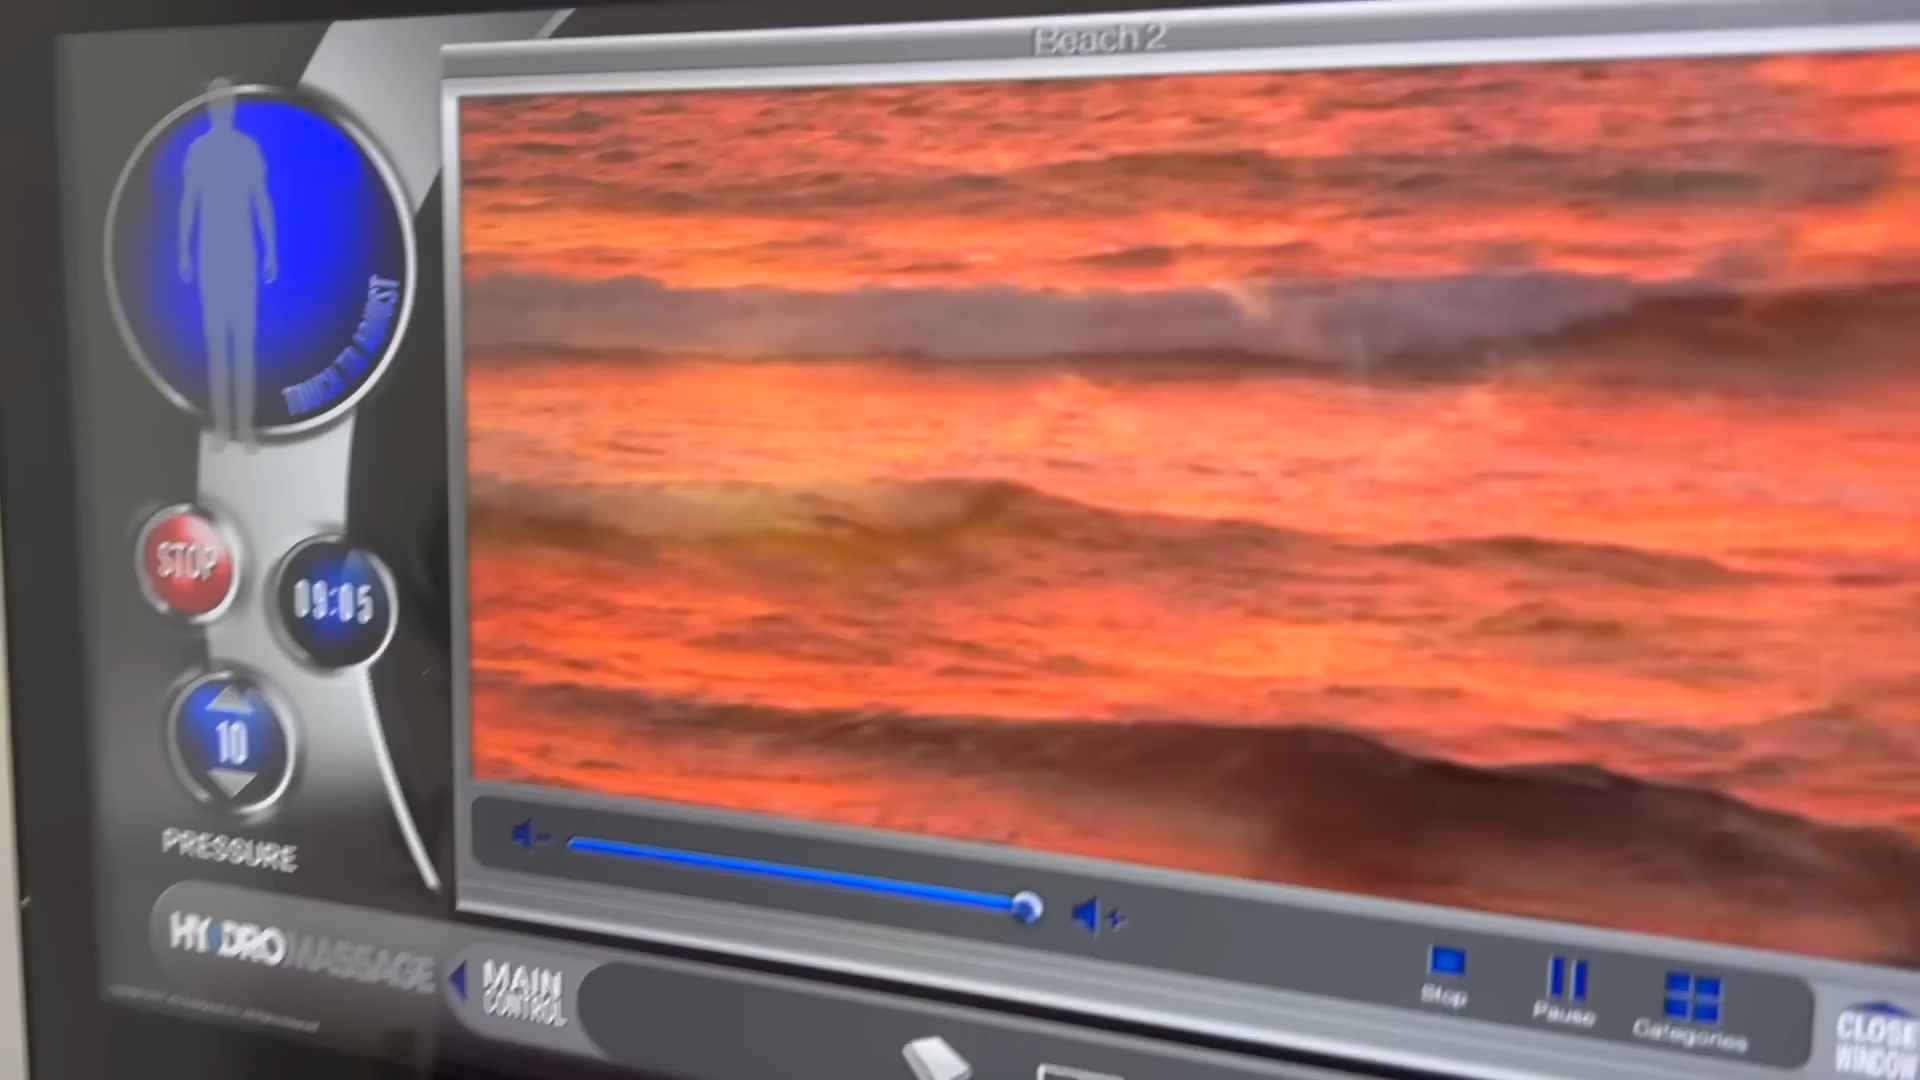 Beach 2
TOUCH TO ADJUST
STOP
09:05
10
PRESSURE
HYDROMASSAGE
MAIN
CONTROL
Stop
Pause
Categories
CLOSE
WINDOW